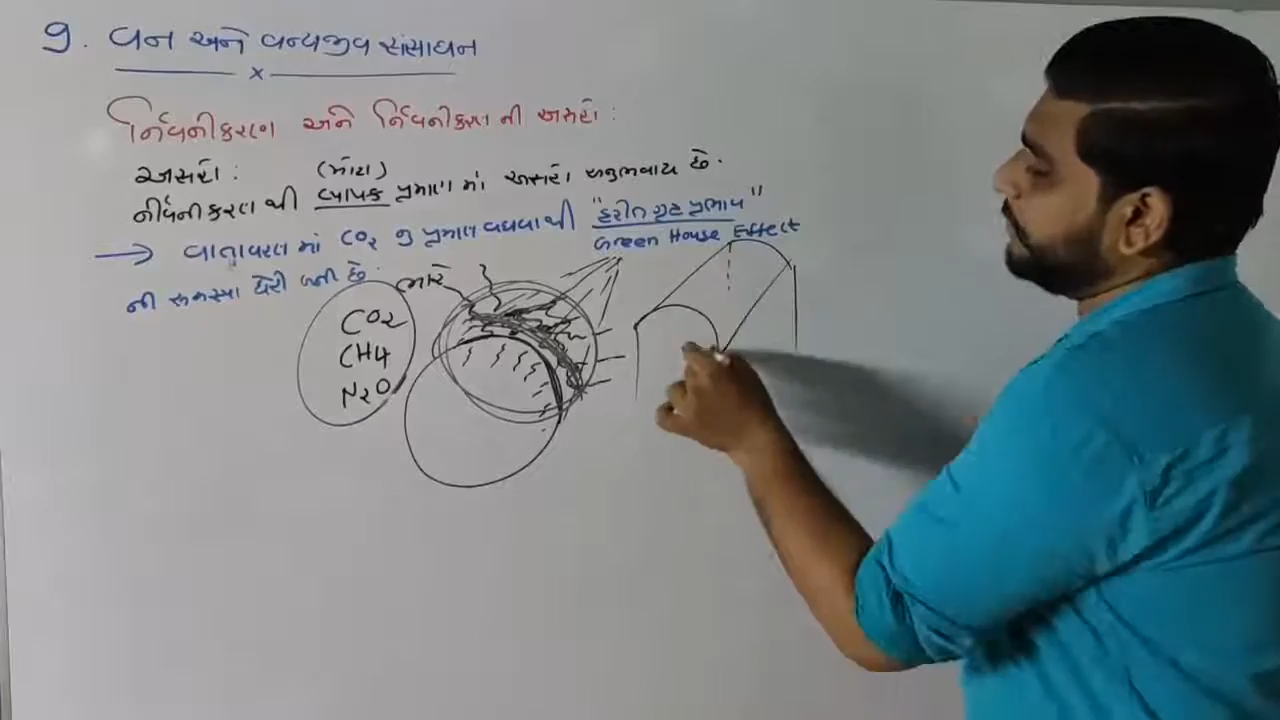 9. વન અને વન્યજીવ સંસાધન
નિર્વનીકરણ અને નિર્વનીકરણ ની અસરો :
અસરો : (મોટા)
નીર્વનીકરણ થી વ્યાપક પ્રમાણ માં અસરો અનુભવાય છે.
→ વાતાવરણ માં CO₂ નુ પ્રમાણ વધવાથી "હરીત ગૃહ પ્રભાવ"
Green House Effect
ની સમસ્યા ઘેરી બની છે.
ભારે
CO₂
CH4
N₂O